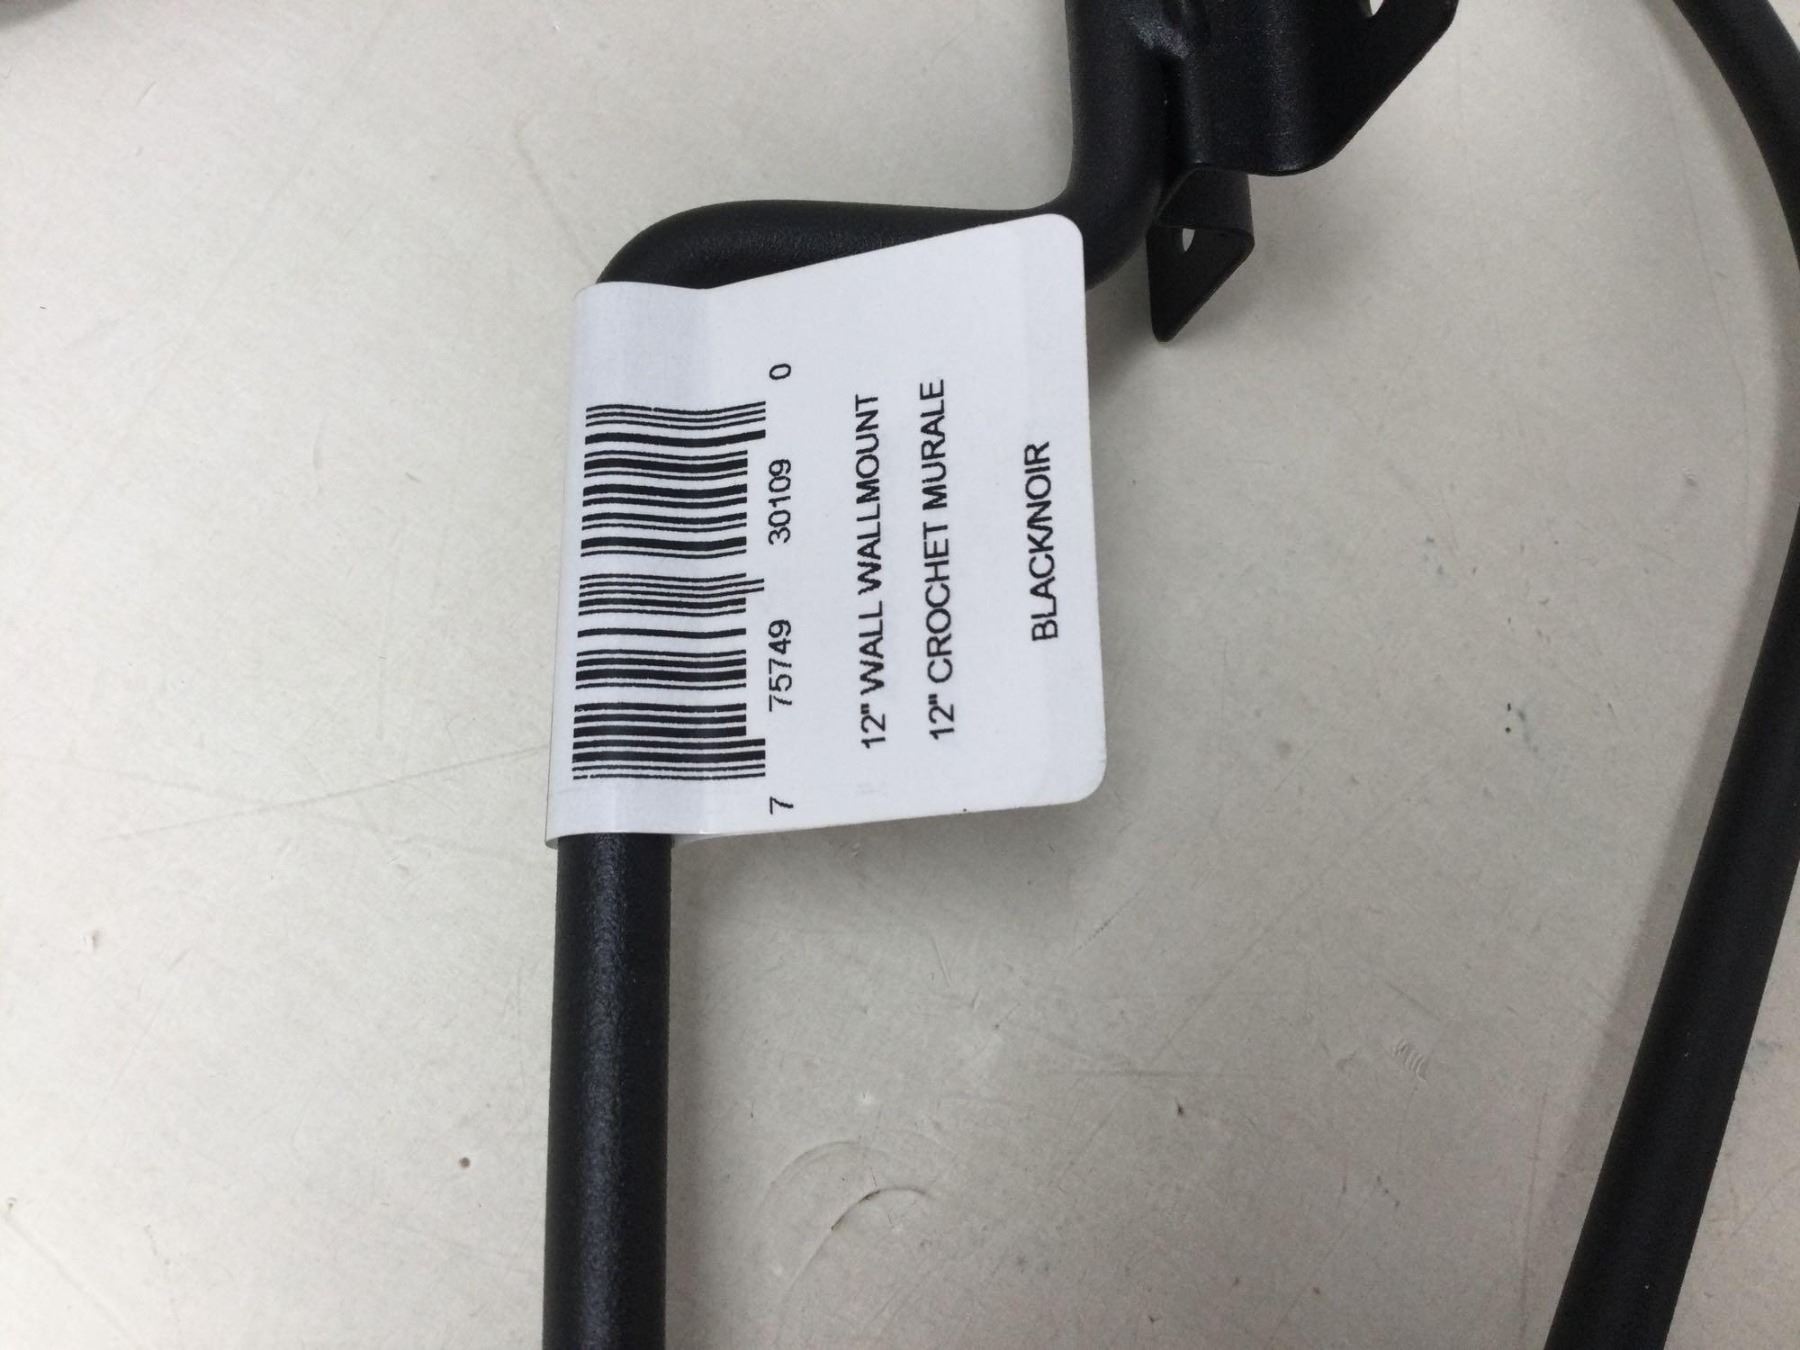 7 75749 30109 0
12" WALL WALLMOUNT
12" CROCHET MURALE
BLACK/NOIR